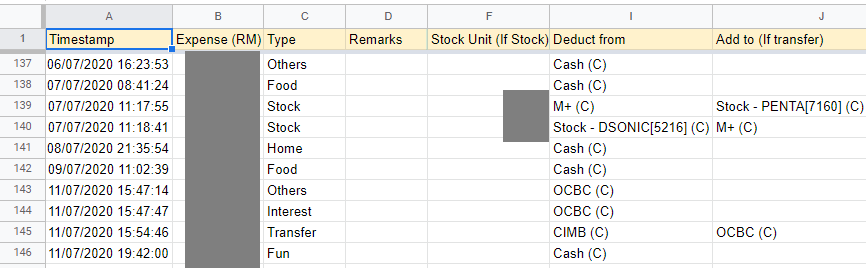 A B C D F I J
1 Timestamp Expense (RM) Type Remarks Stock Unit (If Stock) Deduct from Add to (If transfer)
137 06/07/2020 16:23:53 Others Cash (C)
138 07/07/2020 08:41:24 Food Cash (C)
139 07/07/2020 11:17:55 Stock M+ (C) Stock - PENTA[7160] (C)
140 07/07/2020 11:18:41 Stock Stock - DSONIC[5216] (C) M+ (C)
141 08/07/2020 21:35:54 Home Cash (C)
142 09/07/2020 11:02:39 Food Cash (C)
143 11/07/2020 15:47:14 Others OCBC (C)
144 11/07/2020 15:47:47 Interest OCBC (C)
145 11/07/2020 15:54:46 Transfer CIMB (C) OCBC (C)
146 11/07/2020 19:42:00 Fun Cash (C)